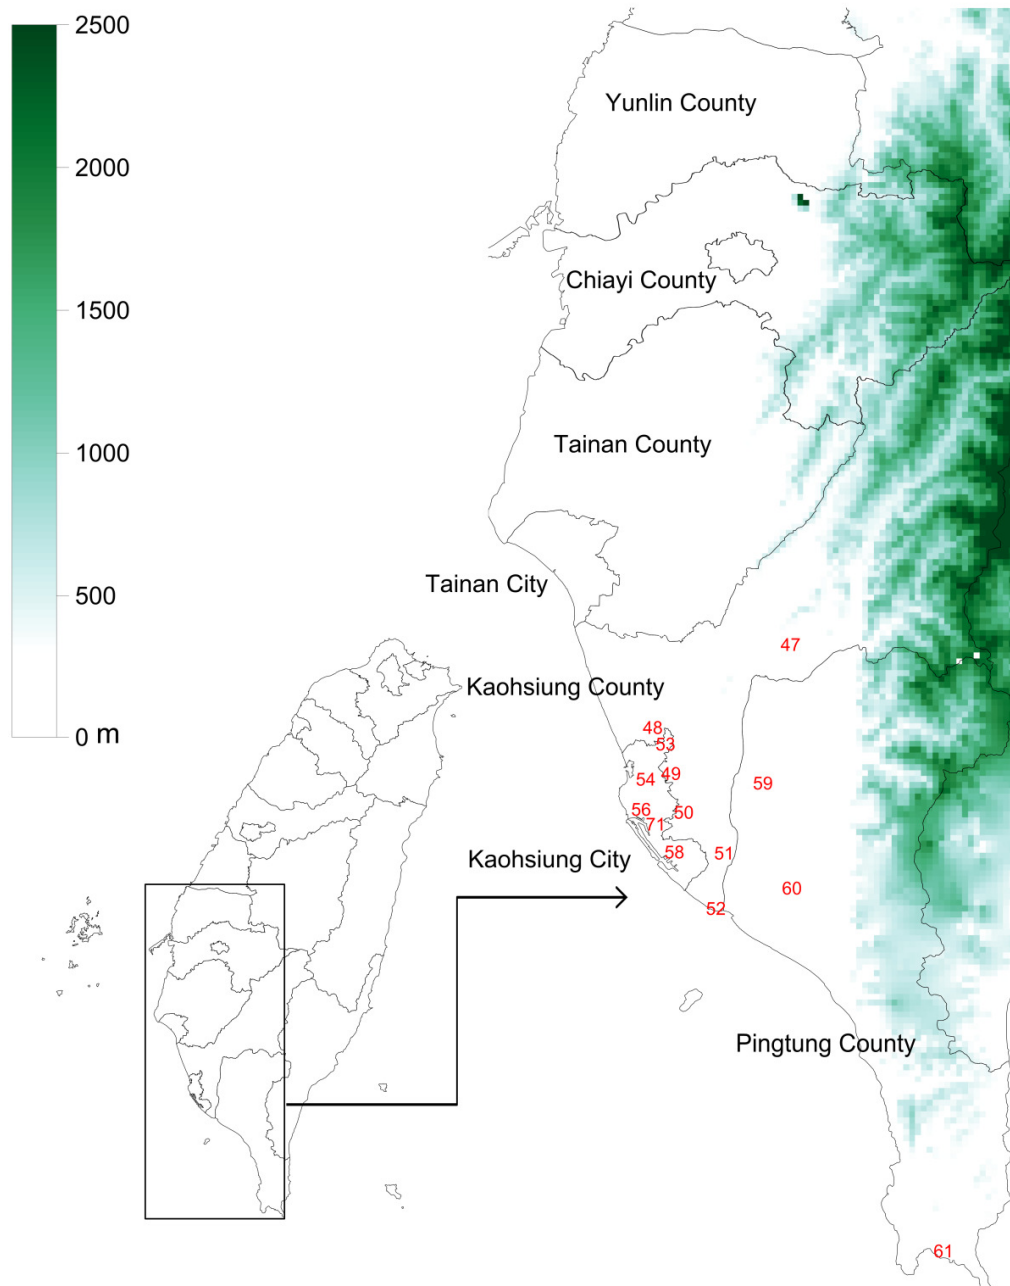 2500
2000
1500
1000
500
0 m
Yunlin County
Chiayi County
Tainan County
Tainan City
47
Kaohsiung County
48
53
49
54
59
56
50
71
58
51
Kaohsiung City
60
52
Pingtung County
61